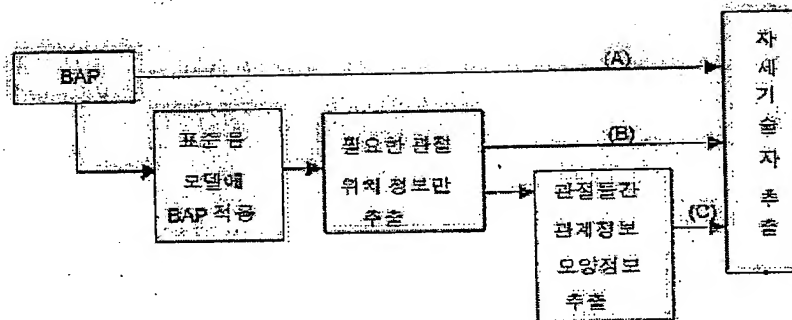 BAP
(A)
표준 몸
모델에
BAP 적용
필요한 관절
위치 정보만
추출
(B)
관절들간
관계정보
모양정보
추출
(C)
자
세
기
술
자
추
출